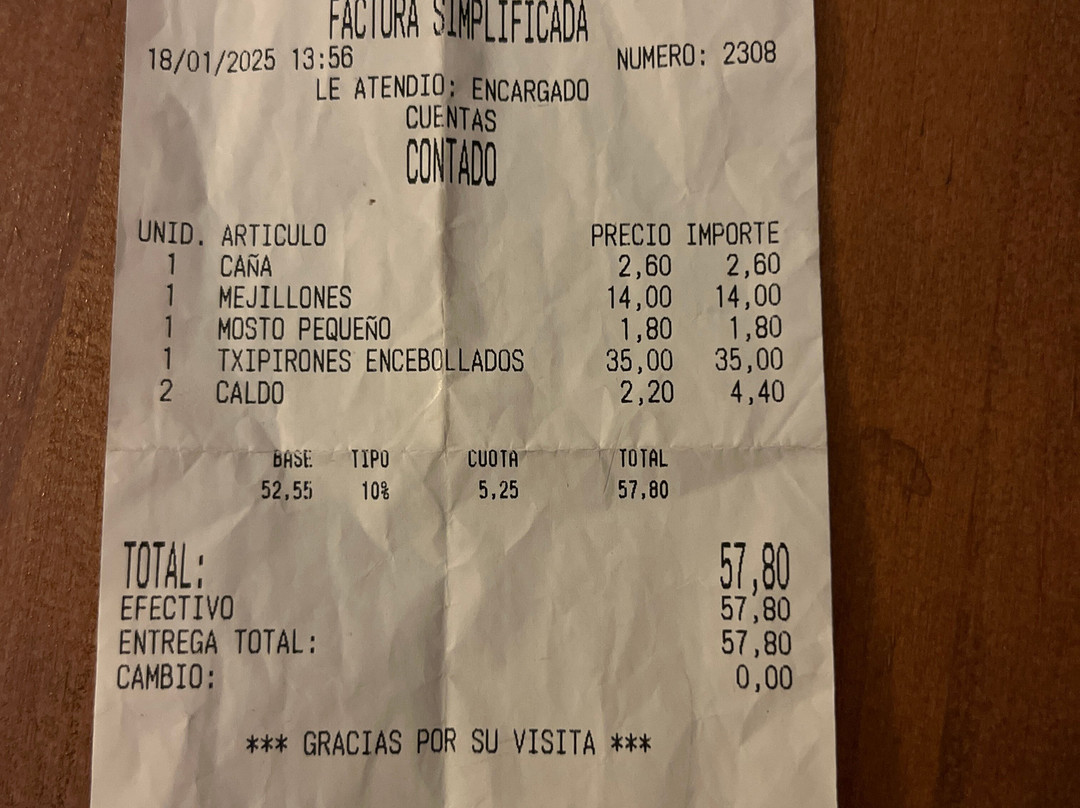 FACTURA SIMPLIFICADA
18/01/2025 13:56 NUMERO: 2308
LE ATENDIO: ENCARGADO
CUENTAS
CONTADO
UNID. ARTICULO PRECIO IMPORTE
1 CAÑA 2,60 2,60
1 MEJILLONES 14,00 14,00
1 MOSTO PEQUEÑO 1,80 1,80
1 TXIPIRONES ENCEBOLLADOS 35,00 35,00
2 CALDO 2,20 4,40
BASE TIPO CUOTA TOTAL
52,55 10% 5,25 57,80
TOTAL: 57,80
EFECTIVO 57,80
ENTREGA TOTAL: 57,80
CAMBIO: 0,00
*** GRACIAS POR SU VISITA ***